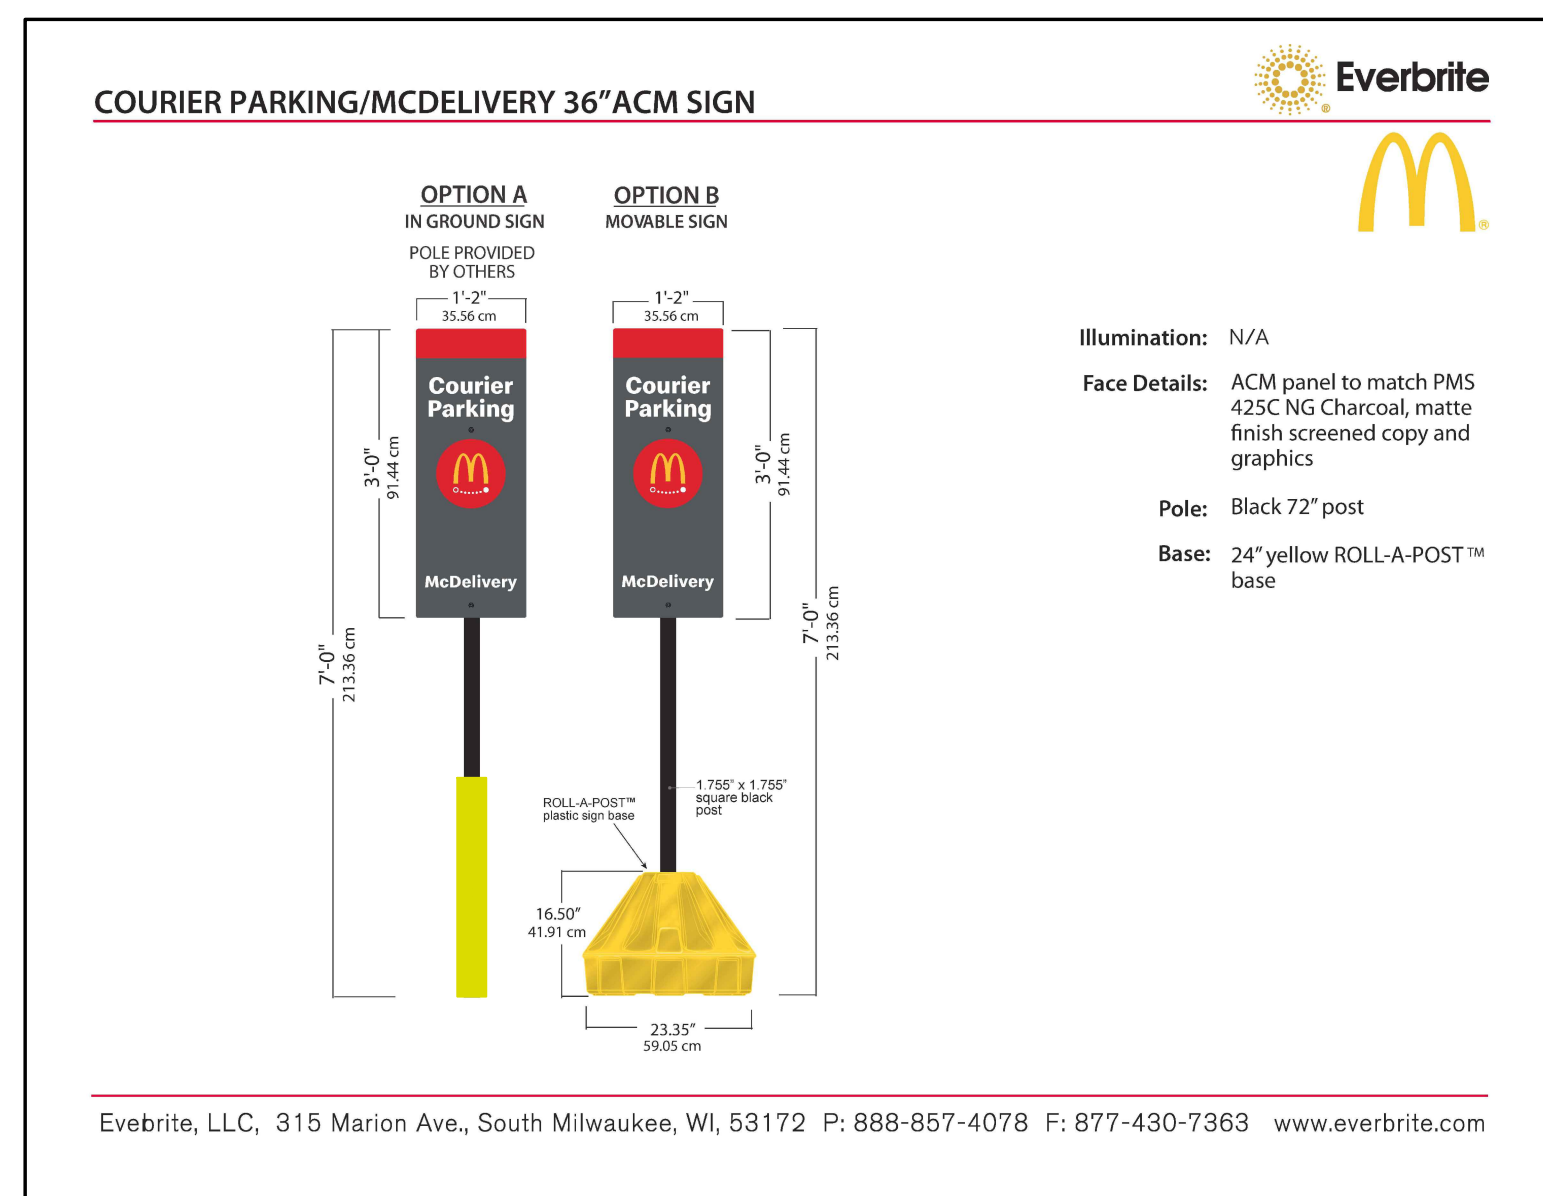 COURIER PARKING/MCDELIVERY 36" ACM SIGN
Everbrite
®
®
OPTION A
IN GROUND SIGN
POLE PROVIDED
BY OTHERS
1'-2"
35.56 cm
Courier
Parking
McDelivery
3'-0"
91.44 cm
7'-0"
213.36 cm
OPTION B
MOVABLE SIGN
1'-2"
35.56 cm
Courier
Parking
McDelivery
3'-0"
91.44 cm
7'-0"
213.36 cm
ROLL-A-POST™
plastic sign base
1.755" x 1.755"
square black
post
16.50"
41.91 cm
23.35"
59.05 cm
Illumination: N/A
Face Details: ACM panel to match PMS
425C NG Charcoal, matte
finish screened copy and
graphics
Pole: Black 72" post
Base: 24" yellow ROLL-A-POST™
base
Evebrite, LLC, 315 Marion Ave., South Milwaukee, WI, 53172 P: 888-857-4078 F: 877-430-7363 www.everbrite.com